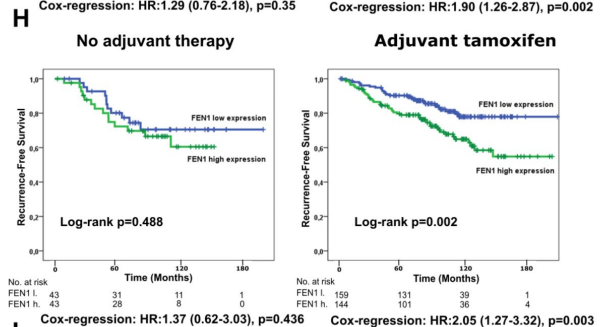 Cox-regression: HR:1.29 (0.76-2.18), p=0.35
Cox-regression: HR:1.90 (1.26-2.87), p=0.002
H
No adjuvant therapy
Adjuvant tamoxifen
Recurrence-Free Survival
1,0
0,8
0,6
0,4
0,2
0,0
FEN1 low expression
FEN1 high expression
Log-rank p=0.488
0 60 120 180
Time (Months)
No. at risk
FEN1 l. 43 31 11 1
FEN1 h. 43 28 8 0
Cox-regression: HR:1.37 (0.62-3.03), p=0.436
Recurrence-Free Survival
1,0
0,8
0,6
0,4
0,2
0,0
FEN1 low expression
FEN1 high expression
Log-rank p=0.002
0 60 120 180
Time (Months)
No. at risk
FEN1 l. 159 131 39 1
FEN1 h. 144 101 36 4
Cox-regression: HR:2.05 (1.27-3.32), p=0.003